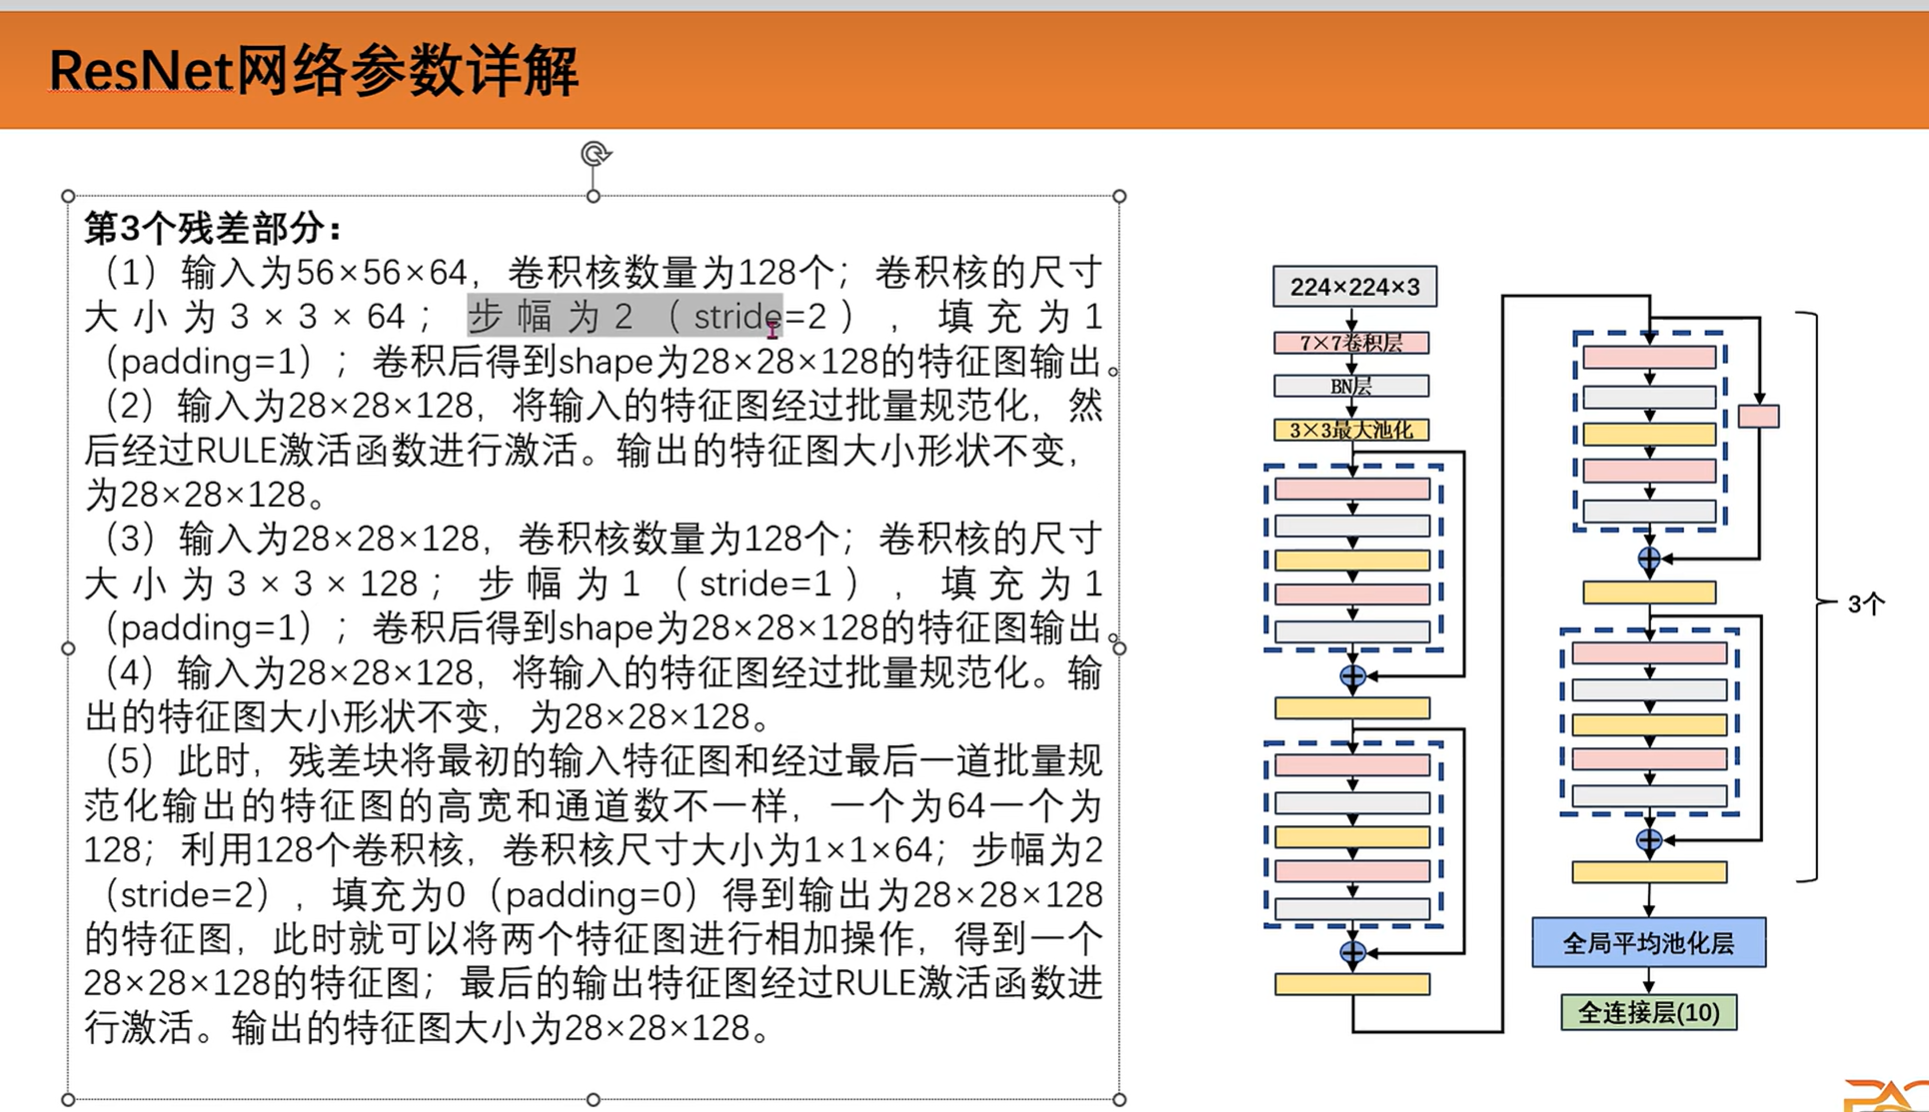 ResNet网络参数详解
第3个残差部分：
（1）输入为56×56×64，卷积核数量为128个；卷积核的尺寸
大小为3×3×64；步幅为2（stride=2），填充为1
（padding=1）；卷积后得到shape为28×28×128的特征图输出。
（2）输入为28×28×128，将输入的特征图经过批量规范化，然
后经过RULE激活函数进行激活。输出的特征图大小形状不变，
为28×28×128。
（3）输入为28×28×128，卷积核数量为128个；卷积核的尺寸
大小为3×3×128；步幅为1（stride=1），填充为1
（padding=1）；卷积后得到shape为28×28×128的特征图输出。
（4）输入为28×28×128，将输入的特征图经过批量规范化。输
出的特征图大小形状不变，为28×28×128。
（5）此时，残差块将最初的输入特征图和经过最后一道批量规
范化输出的特征图的高宽和通道数不一样，一个为64一个为
128；利用128个卷积核，卷积核尺寸大小为1×1×64；步幅为2
（stride=2），填充为0（padding=0）得到输出为28×28×128
的特征图，此时就可以将两个特征图进行相加操作，得到一个
28×28×128的特征图；最后的输出特征图经过RULE激活函数进
行激活。输出的特征图大小为28×28×128。
224×224×3
7×7卷积层
BN层
3×3最大池化
3个
全局平均池化层
全连接层(10)